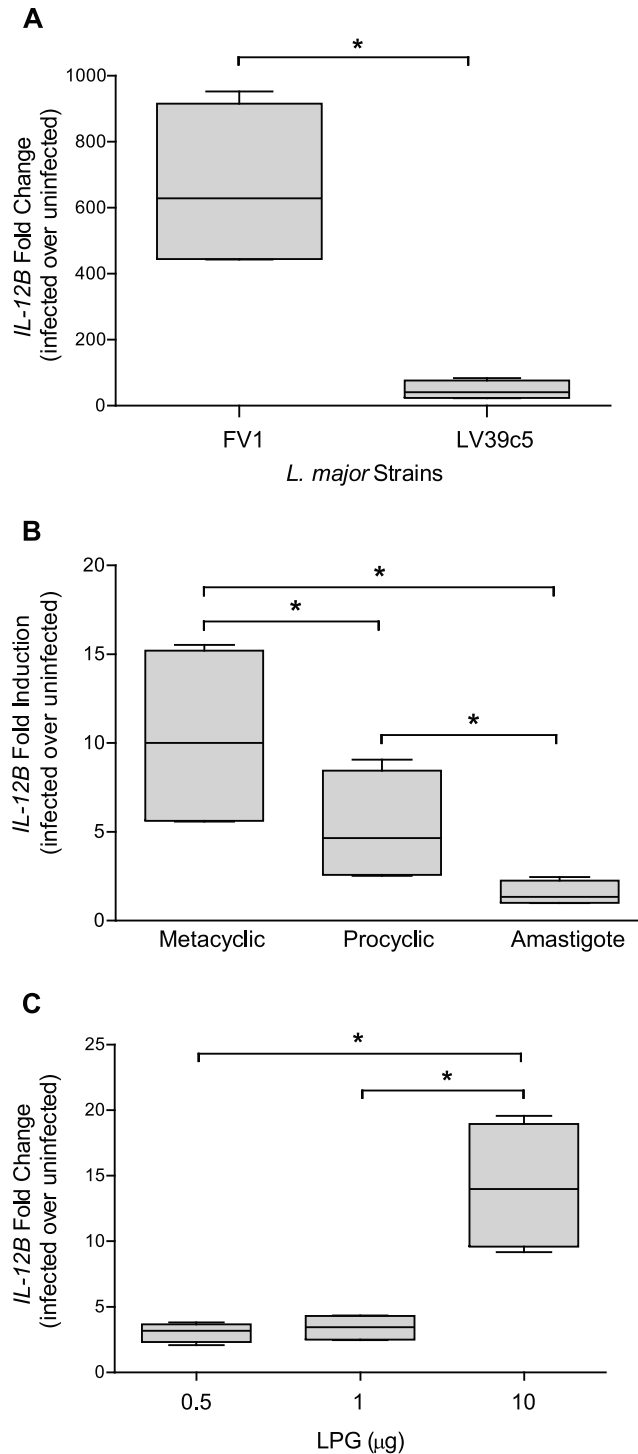 A
*
1000
800
600
400
200
0
IL-12B Fold Change
(infected over uninfected)
FV1 LV39c5
L. major Strains
B
*
*
*
20
15
10
5
0
IL-12B Fold Induction
(infected over uninfected)
Metacyclic Procyclic Amastigote
C
*
*
25
20
15
10
5
0
IL-12B Fold Change
(infected over uninfected)
0.5 1 10
LPG (μg)